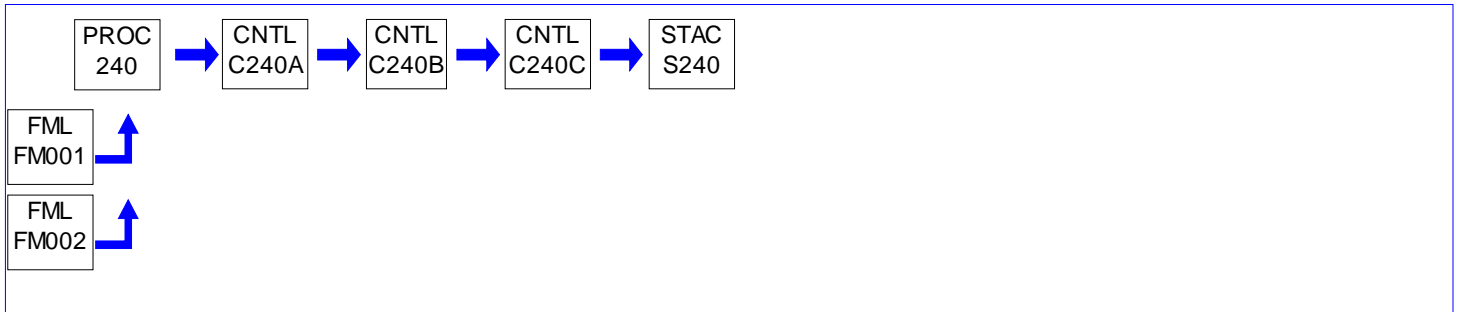 PROC
240
CNTL
C240A
CNTL
C240B
CNTL
C240C
STAC
S240
FML
FM001
FML
FM002